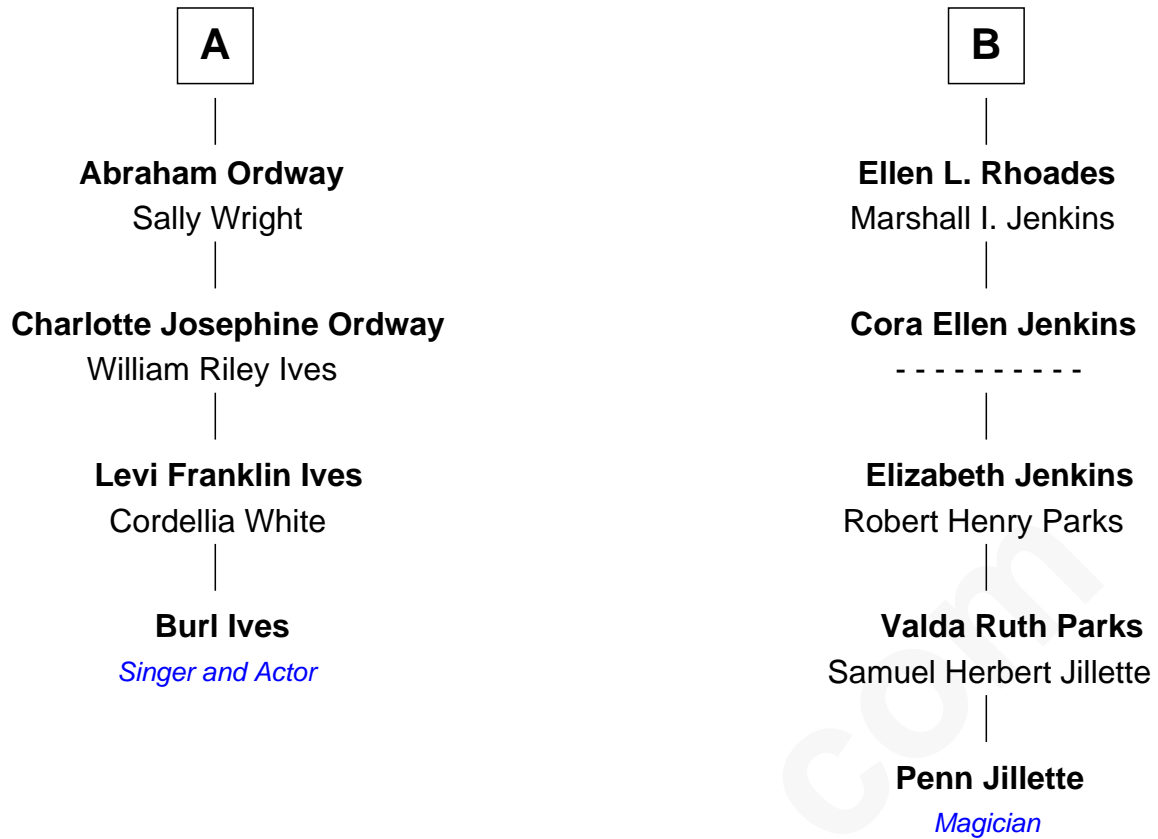 A
Abraham Ordway
Sally Wright
Charlotte Josephine Ordway
William Riley Ives
Levi Franklin Ives
Cordellia White
Burl Ives
Singer and Actor
B
Ellen L. Rhoades
Marshall I. Jenkins
Cora Ellen Jenkins
- - - - - - - - - -
Elizabeth Jenkins
Robert Henry Parks
Valda Ruth Parks
Samuel Herbert Jillette
Penn Jillette
Magician
com